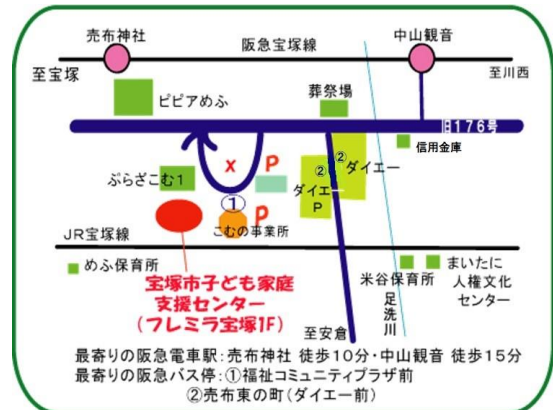 売布神社
阪急宝塚線
中山観音
至宝塚
至川西
ピピアめふ
葬祭場
旧176号
信用金庫
ぷらざこむ1
x
P
②
②
ダイエー
ダイエー
P
①
P
こむの事業所
JR宝塚線
めふ保育所
宝塚市子ども家庭
支援センター
(フレミラ宝塚1F)
米谷保育所
まいたに
人権文化
センター
足洗川
至安倉
最寄りの阪急電車駅:売布神社 徒歩10分・中山観音 徒歩15分
最寄りの阪急バス停:①福祉コミュニティプラザ前
②売布東の町(ダイエー前)